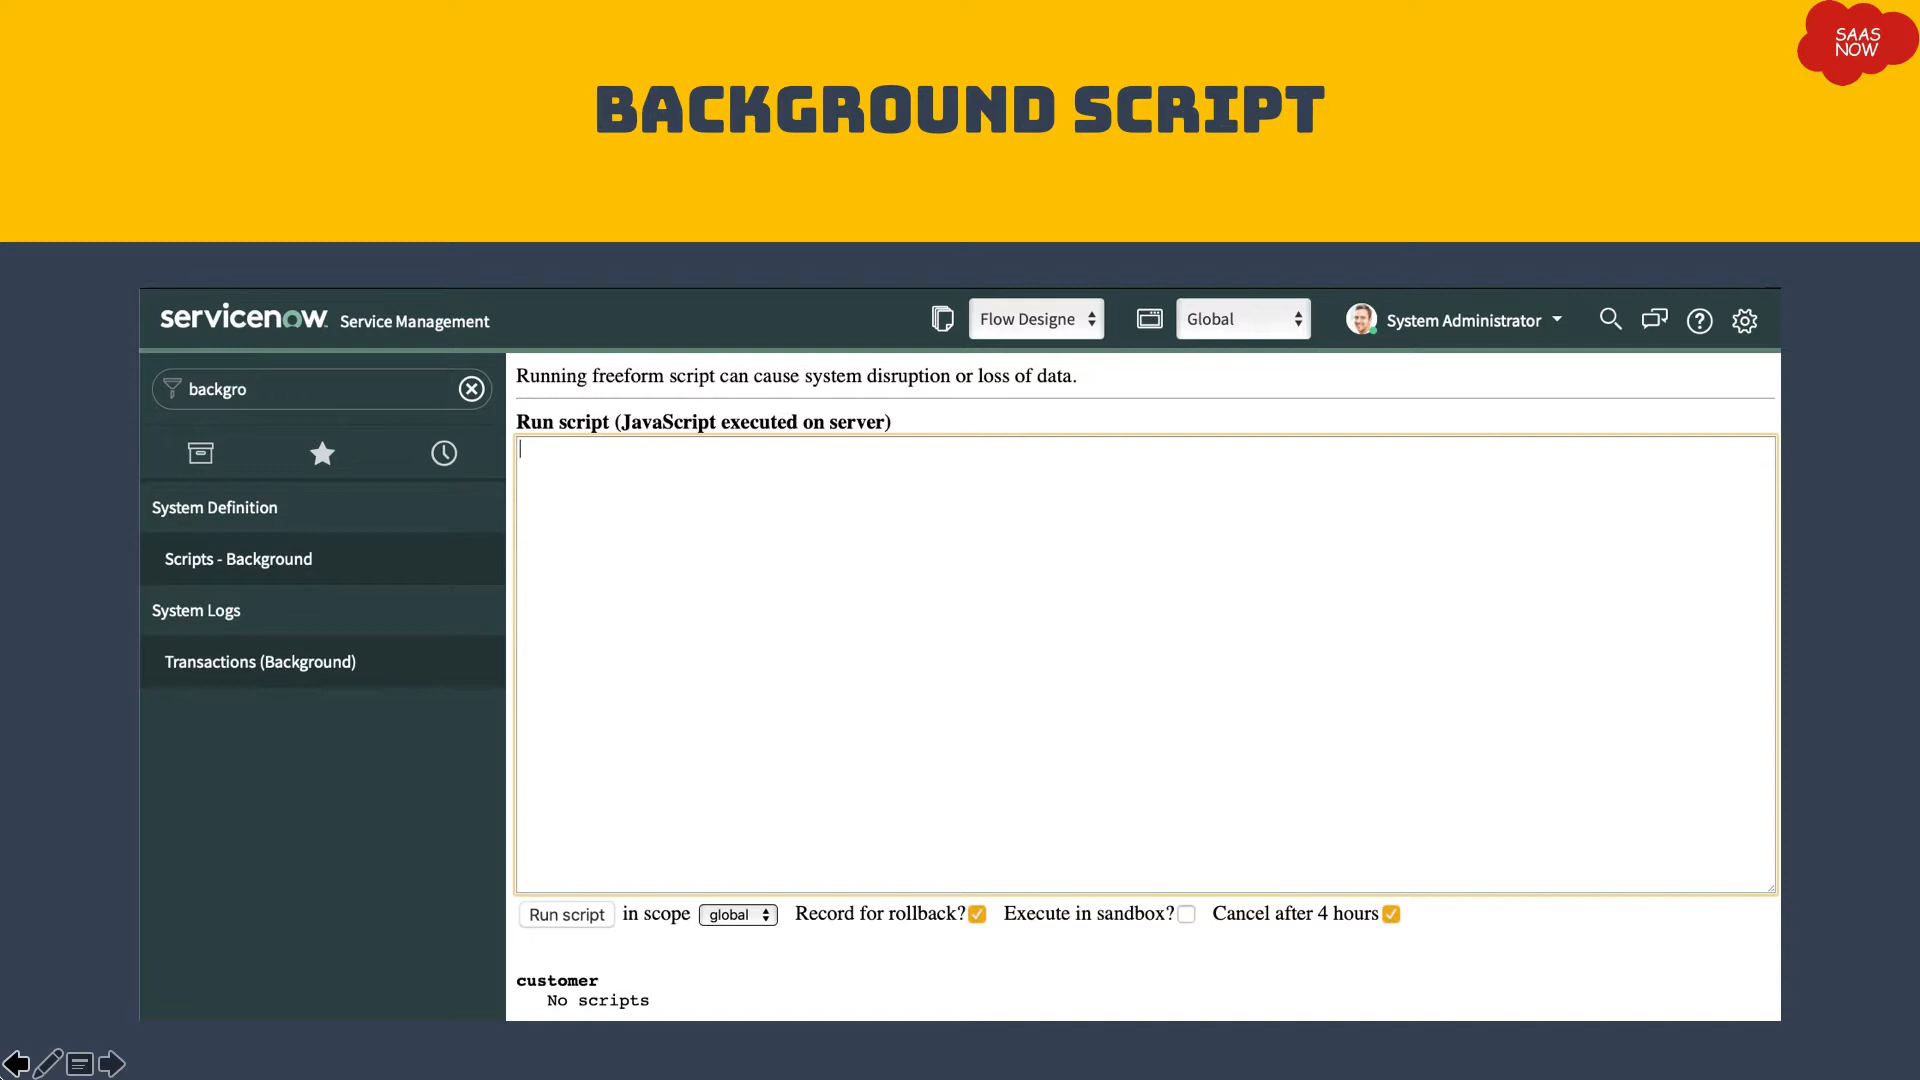 SAAS
NOW
BACKGROUND SCRIPT
servicenow Service Management
Flow Designe
Global
System Administrator
backgro
System Definition
Scripts - Background
System Logs
Transactions (Background)
Running freeform script can cause system disruption or loss of data.
Run script (JavaScript executed on server)
Run script in scope global Record for rollback? Execute in sandbox? Cancel after 4 hours
customer
No scripts